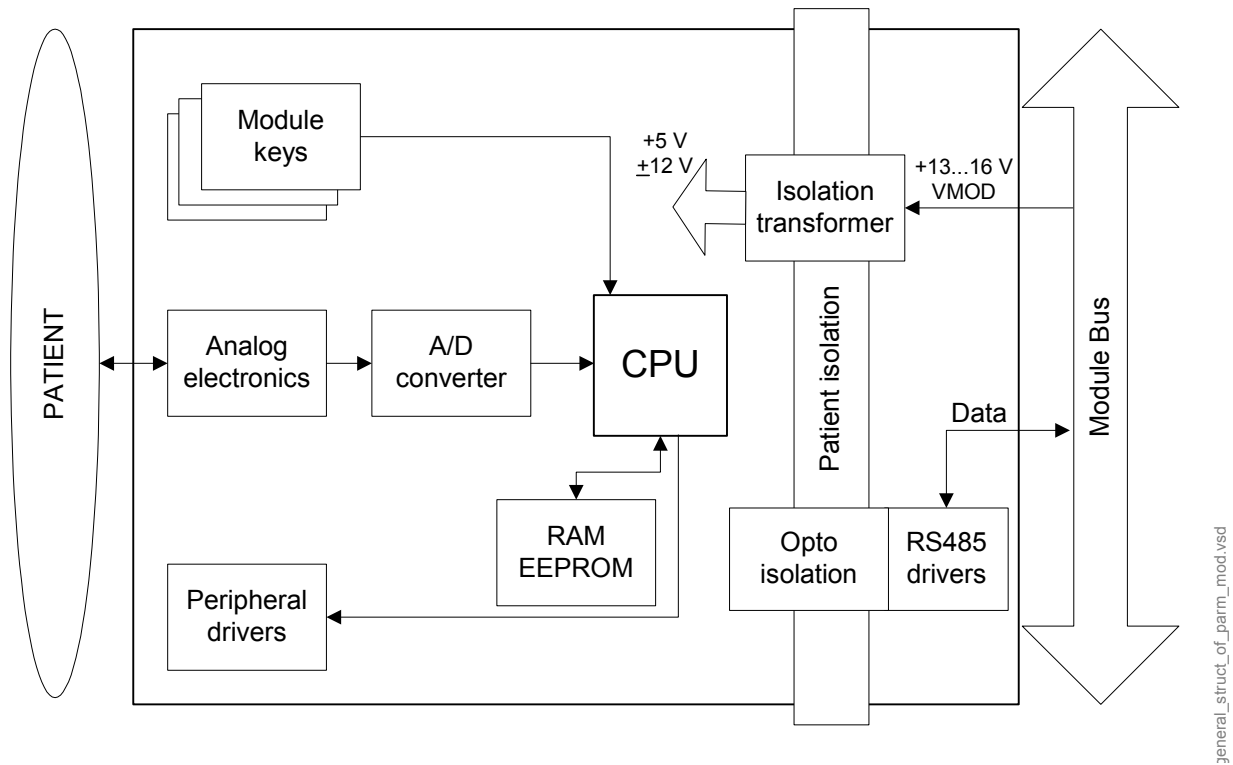 Module
keys
+5 V
±12 V
Isolation
transformer
+13...16 V
VMOD
PATIENT
Analog
electronics
A/D
converter
CPU
Patient isolation
Module Bus
Data
RAM
EEPROM
Opto
isolation
RS485
drivers
Peripheral
drivers
general_struct_of_parm_mod.vsd